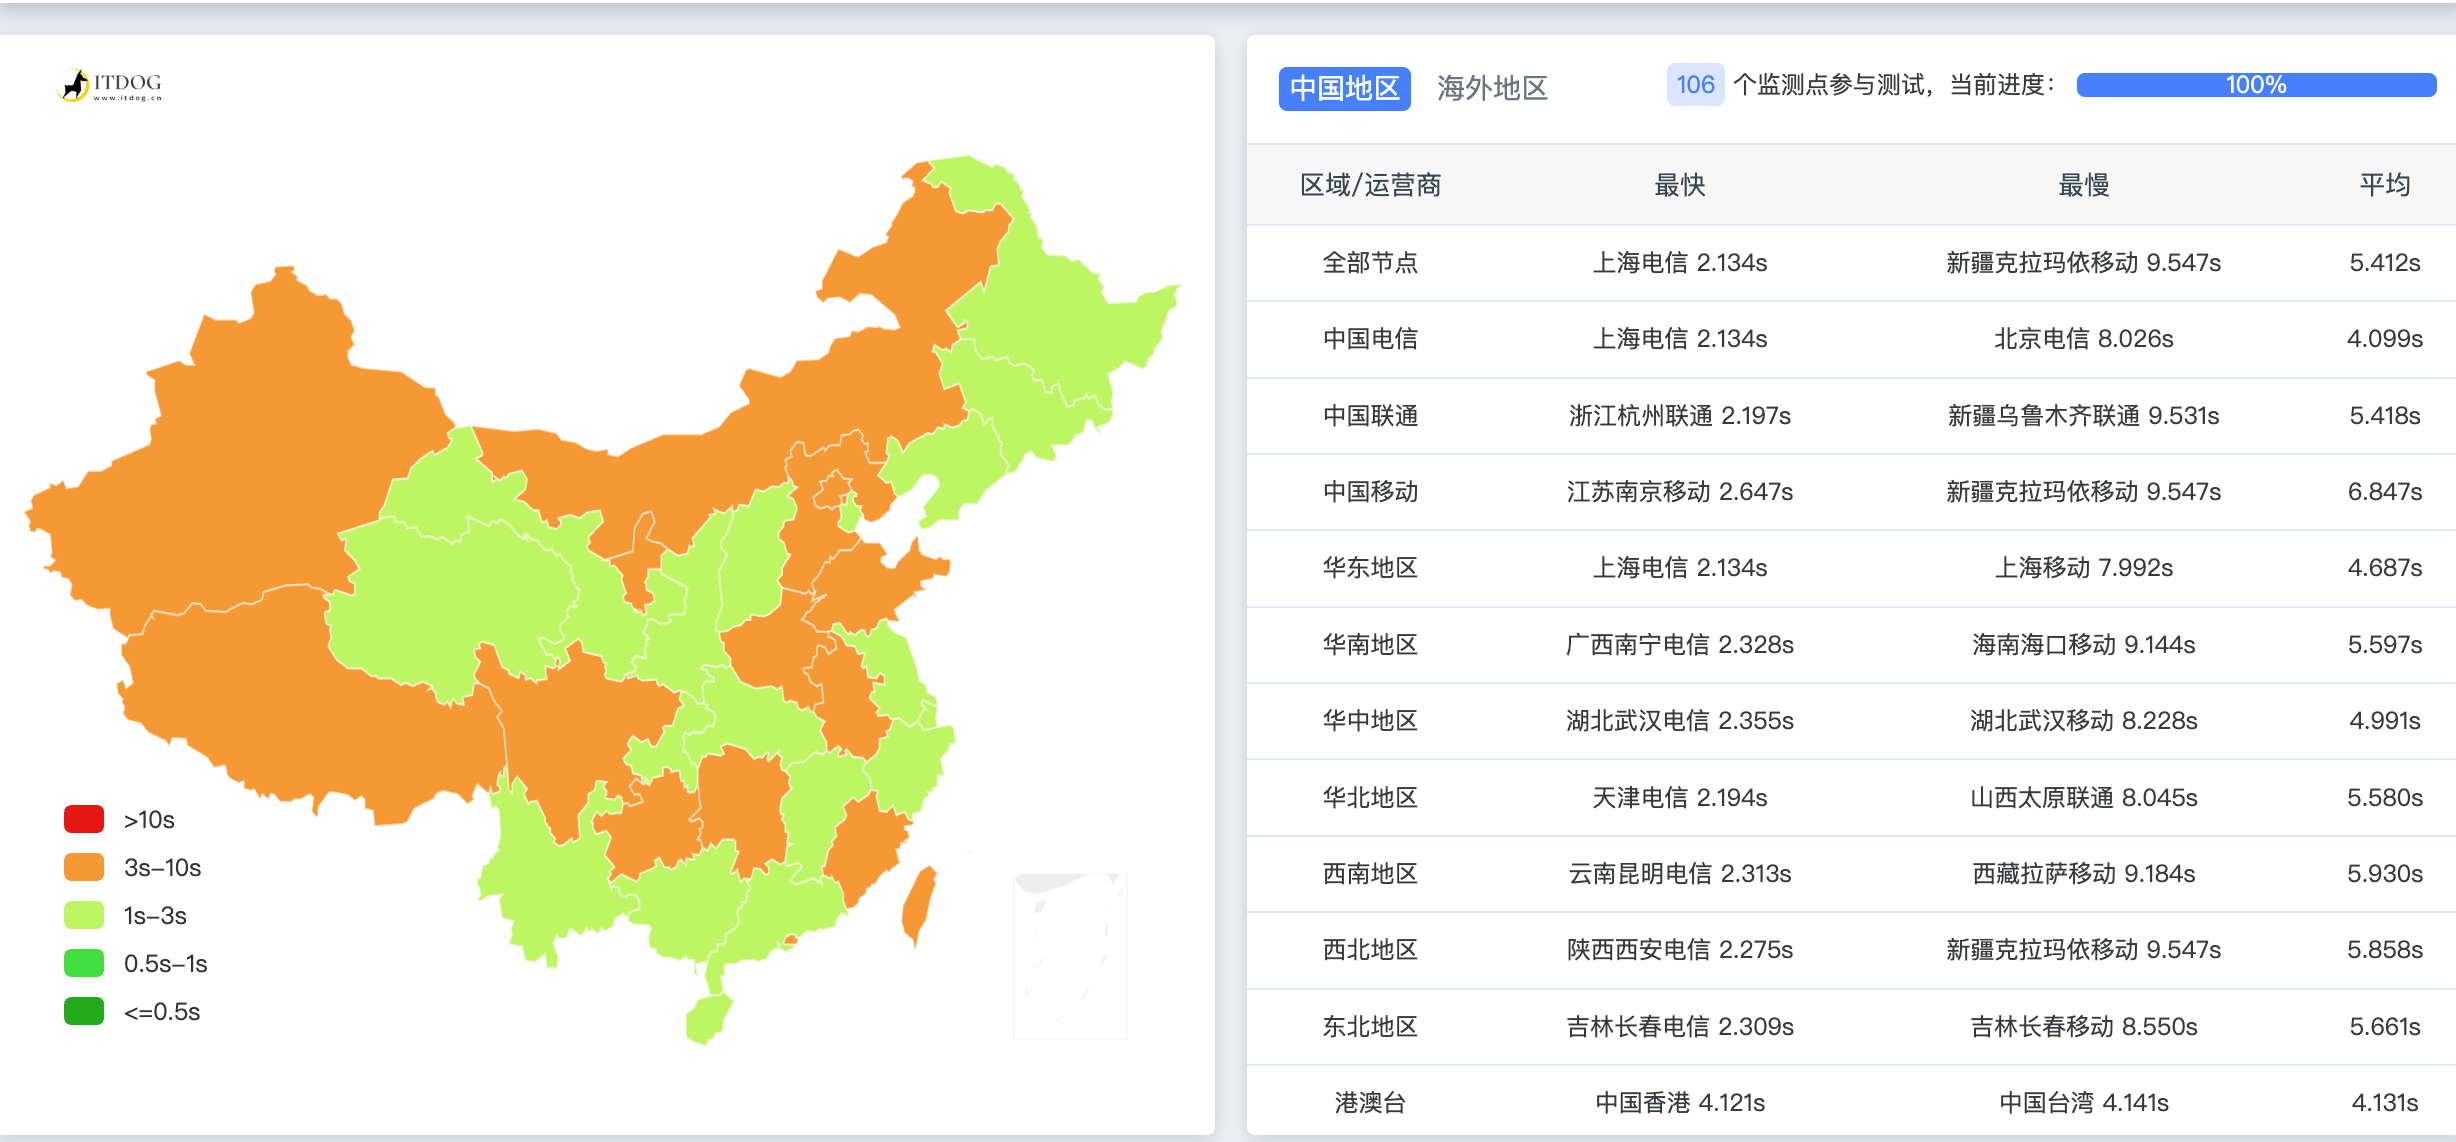 ITDOG
www.itdog.cn
>10s
3s-10s
1s-3s
0.5s-1s
<=0.5s
中国地区 海外地区 106 个监测点参与测试，当前进度： 100%
区域/运营商 最快 最慢 平均
全部节点 上海电信 2.134s 新疆克拉玛依移动 9.547s 5.412s
中国电信 上海电信 2.134s 北京电信 8.026s 4.099s
中国联通 浙江杭州联通 2.197s 新疆乌鲁木齐联通 9.531s 5.418s
中国移动 江苏南京移动 2.647s 新疆克拉玛依移动 9.547s 6.847s
华东地区 上海电信 2.134s 上海移动 7.992s 4.687s
华南地区 广西南宁电信 2.328s 海南海口移动 9.144s 5.597s
华中地区 湖北武汉电信 2.355s 湖北武汉移动 8.228s 4.991s
华北地区 天津电信 2.194s 山西太原联通 8.045s 5.580s
西南地区 云南昆明电信 2.313s 西藏拉萨移动 9.184s 5.930s
西北地区 陕西西安电信 2.275s 新疆克拉玛依移动 9.547s 5.858s
东北地区 吉林长春电信 2.309s 吉林长春移动 8.550s 5.661s
港澳台 中国香港 4.121s 中国台湾 4.141s 4.131s